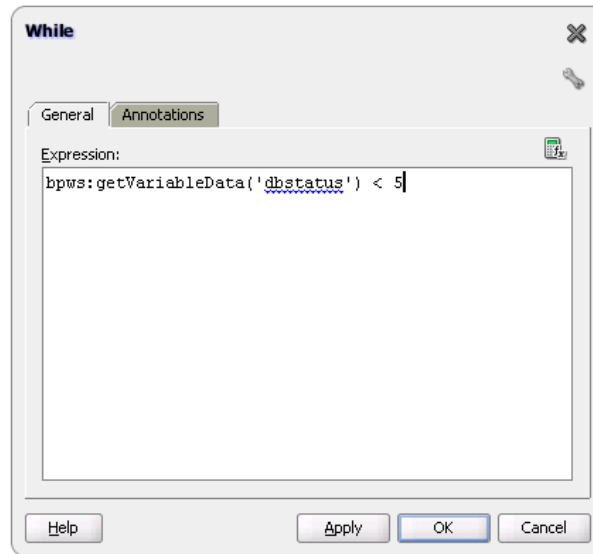 While
General
Annotations
Expression:
bpws:getVariableData('dbstatus') < 5
Help
Apply
OK
Cancel